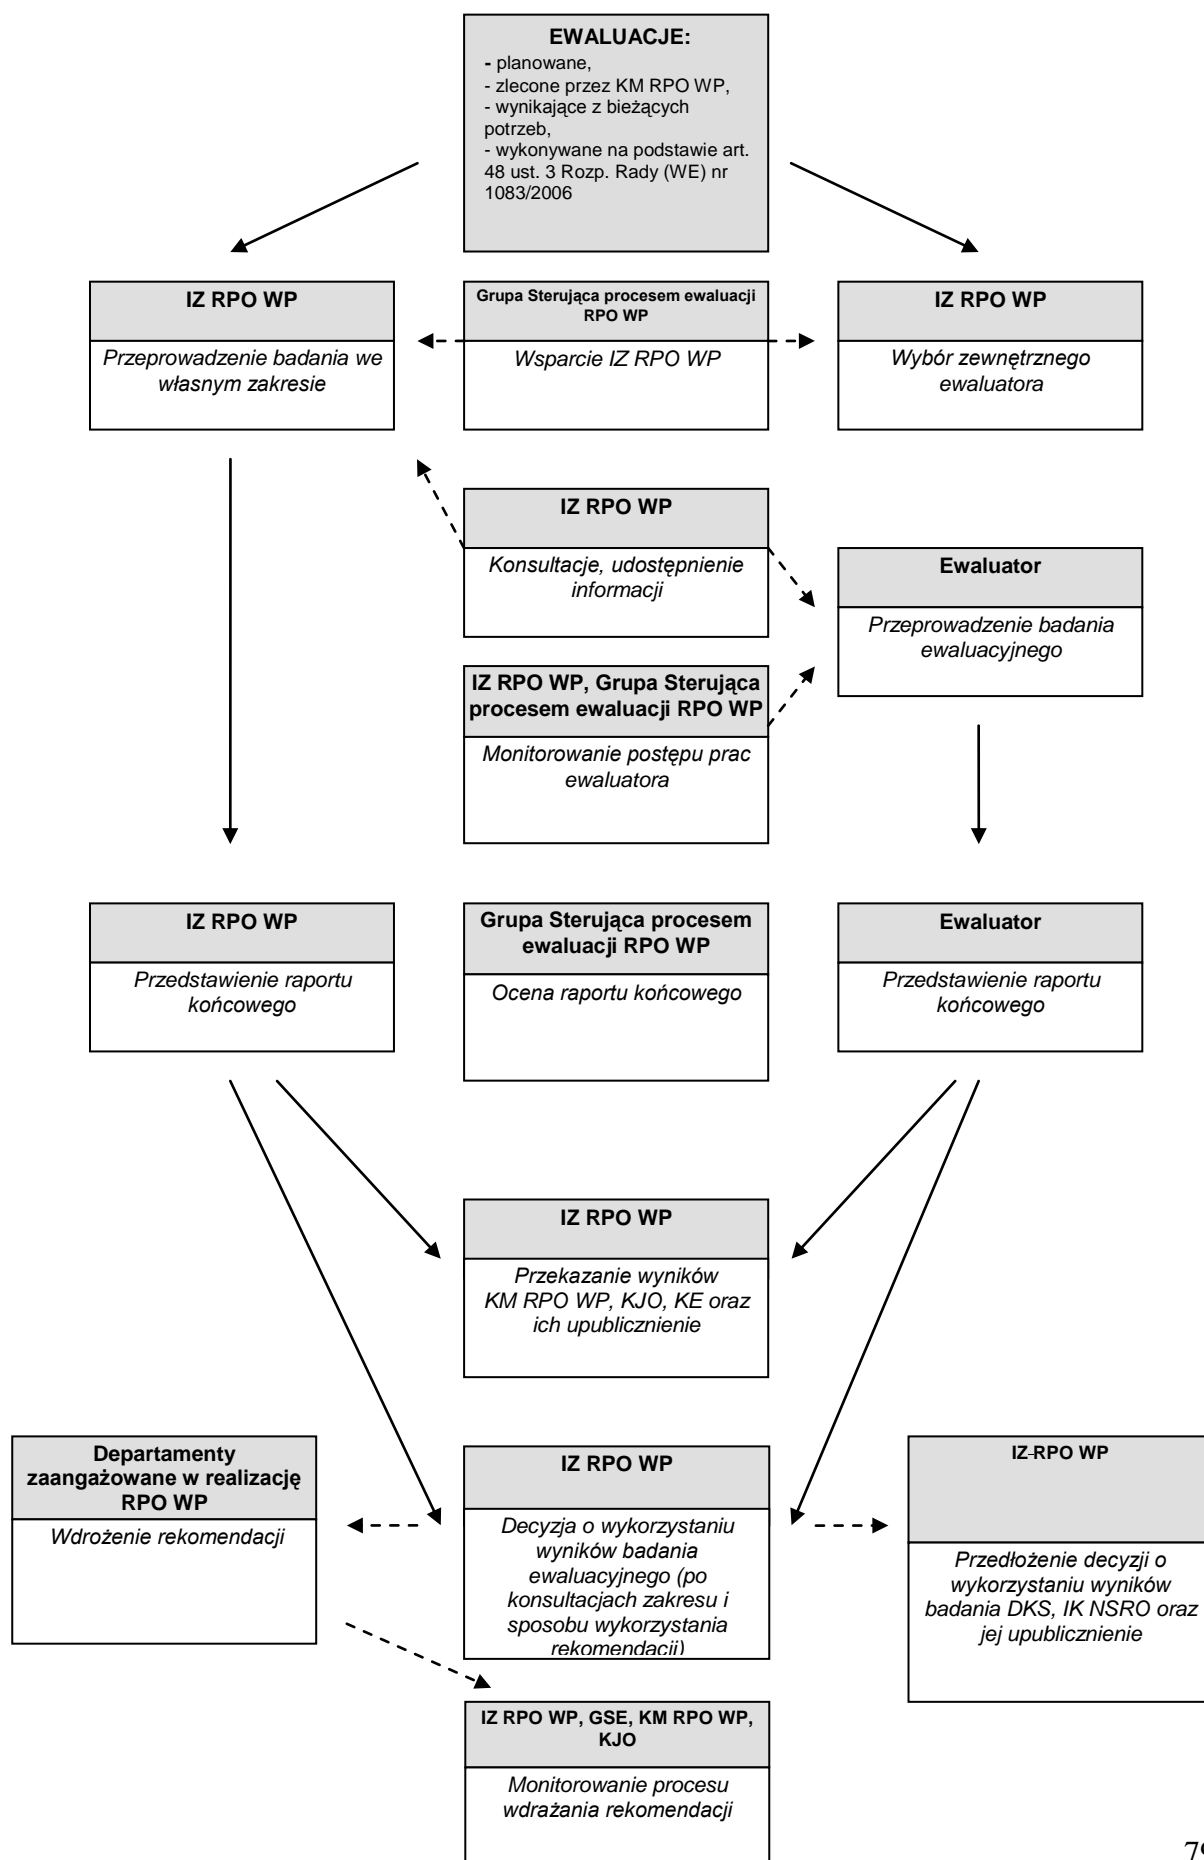 EWALUACJE:
- planowane,
- zlecone przez KM RPO WP,
- wynikające z bieżących
potrzeb,
- wykonywane na podstawie art.
48 ust. 3 Rozp. Rady (WE) nr
1083/2006
IZ RPO WP
Przeprowadzenie badania we
własnym zakresie
Grupa Sterująca procesem ewaluacji
RPO WP
Wsparcie IZ RPO WP
IZ RPO WP
Wybór zewnętrznego
ewaluatora
IZ RPO WP
Konsultacje, udostępnienie
informacji
Ewaluator
Przeprowadzenie badania
ewaluacyjnego
IZ RPO WP, Grupa Sterująca
procesem ewaluacji RPO WP
Monitorowanie postępu prac
ewaluatora
IZ RPO WP
Przedstawienie raportu
końcowego
Grupa Sterująca procesem
ewaluacji RPO WP
Ocena raportu końcowego
Ewaluator
Przedstawienie raportu
końcowego
IZ RPO WP
Przekazanie wyników
KM RPO WP, KJO, KE oraz
ich upublicznienie
Departamenty
zaangażowane w realizację
RPO WP
Wdrożenie rekomendacji
IZ RPO WP
Decyzja o wykorzystaniu
wyników badania
ewaluacyjnego (po
konsultacjach zakresu i
sposobu wykorzystania
rekomendacji)
IZ-RPO WP
Przedłożenie decyzji o
wykorzystaniu wyników
badania DKS, IK NSRO oraz
jej upublicznienie
IZ RPO WP, GSE, KM RPO WP,
KJO
Monitorowanie procesu
wdrażania rekomendacji
79